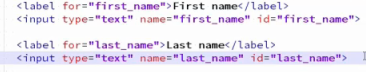 <label for="first_name">First name</label>
<input type="text" name="first_name" id="first_name">
<label for="last_name">Last name</label>
<input type="text" name="last_name" id="last_name">